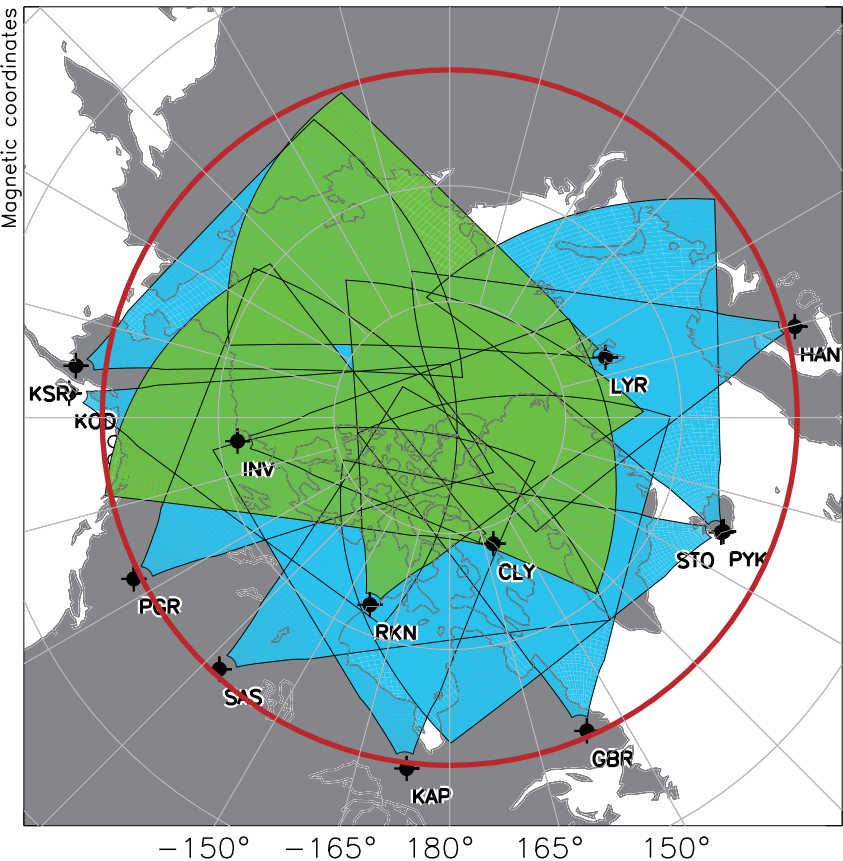 Magnetic coordinates
HAN
LYR
KSR
KOD
INV
STO PYK
CLY
PGR
RKN
SAS
GBR
KAP
−150° −165° 180° 165° 150°